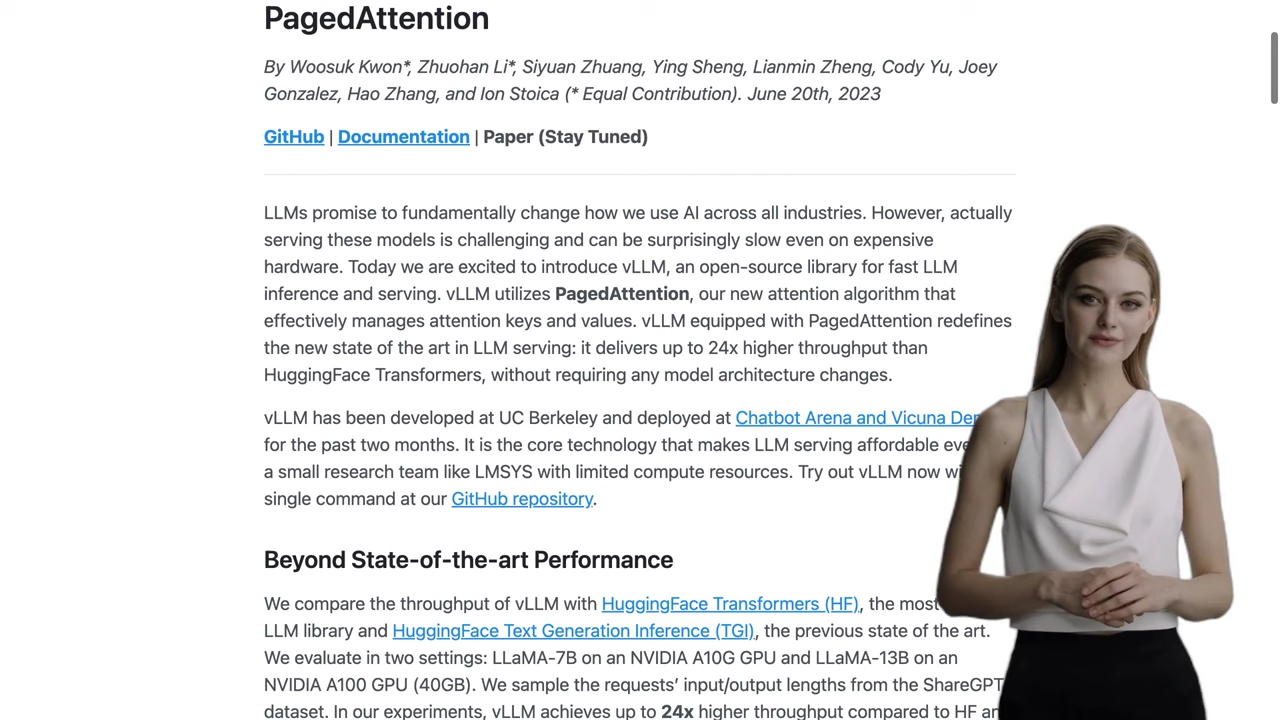 PagedAttention
By Woosuk Kwon*, Zhuohan Li*, Siyuan Zhuang, Ying Sheng, Lianmin Zheng, Cody Yu, Joey
Gonzalez, Hao Zhang, and Ion Stoica (* Equal Contribution). June 20th, 2023
GitHub | Documentation | Paper (Stay Tuned)
LLMs promise to fundamentally change how we use AI across all industries. However, actually
serving these models is challenging and can be surprisingly slow even on expensive
hardware. Today we are excited to introduce vLLM, an open-source library for fast LLM
inference and serving. vLLM utilizes PagedAttention, our new attention algorithm that
effectively manages attention keys and values. vLLM equipped with PagedAttention redefines
the new state of the art in LLM serving: it delivers up to 24x higher throughput than
HuggingFace Transformers, without requiring any model architecture changes.
vLLM has been developed at UC Berkeley and deployed at Chatbot Arena and Vicuna
for the past two months. It is the core technology that makes LLM serving affordable
a small research team like LMSYS with limited compute resources. Try out vLLM now
single command at our GitHub repository.
Beyond State-of-the-art Performance
We compare the throughput of vLLM with HuggingFace Transformers (HF), the most
LLM library and HuggingFace Text Generation Inference (TGI), the previous state of the art.
We evaluate in two settings: LLaMA-7B on an NVIDIA A10G GPU and LLaMA-13B on an
NVIDIA A100 GPU (40GB). We sample the requests' input/output lengths from the ShareGPT
dataset. In our experiments, vLLM achieves up to 24x higher throughput compared to HF